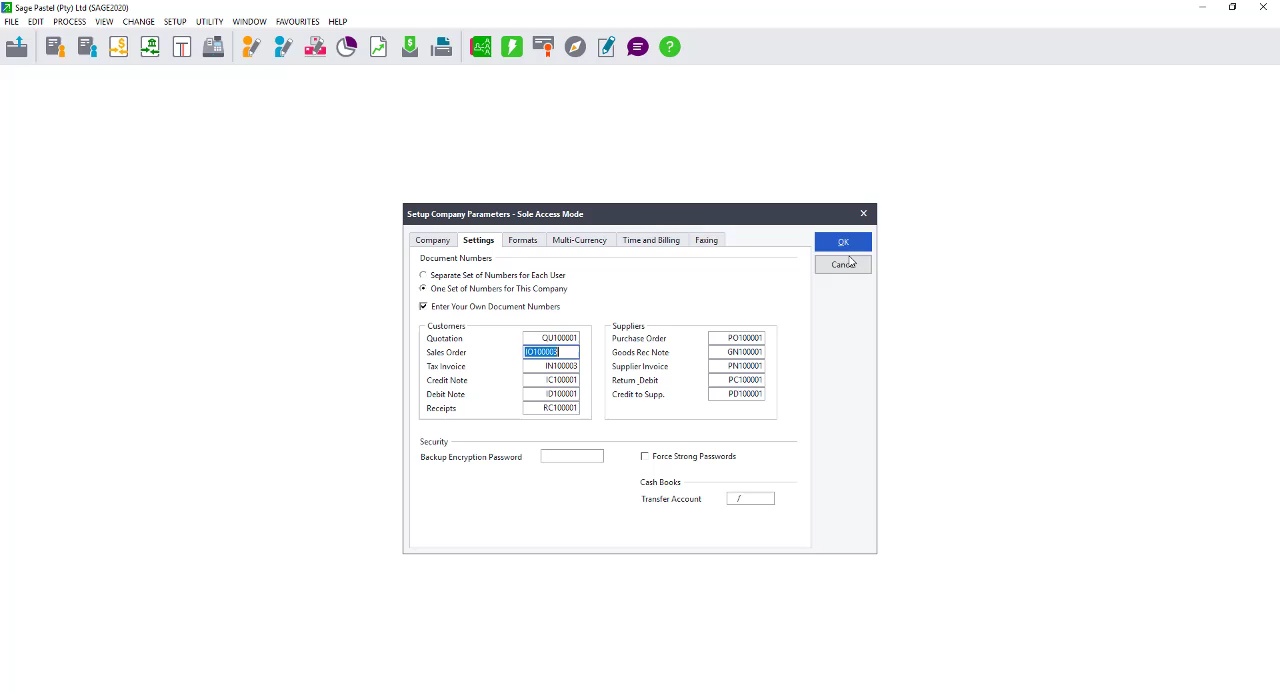 Sage Pastel (Pty) Ltd (SAGE2020)
FILE EDIT PROCESS VIEW CHANGE SETUP UTILITY WINDOW FAVOURITES HELP
Setup Company Parameters - Sole Access Mode
Company Settings Formats Multi-Currency Time and Billing Faxing
OK
Cancel
Document Numbers
Separate Set of Numbers for Each User
One Set of Numbers for This Company
Enter Your Own Document Numbers
Customers
Quotation QU100001
Sales Order IO100003
Tax Invoice IN100003
Credit Note IC100001
Debit Note ID100001
Receipts RC100001
Suppliers
Purchase Order PO100001
Goods Rec Note GN100001
Supplier Invoice PN100001
Return_Debit PC100001
Credit to Supp. PD100001
Security
Backup Encryption Password
Force Strong Passwords
Cash Books
Transfer Account /